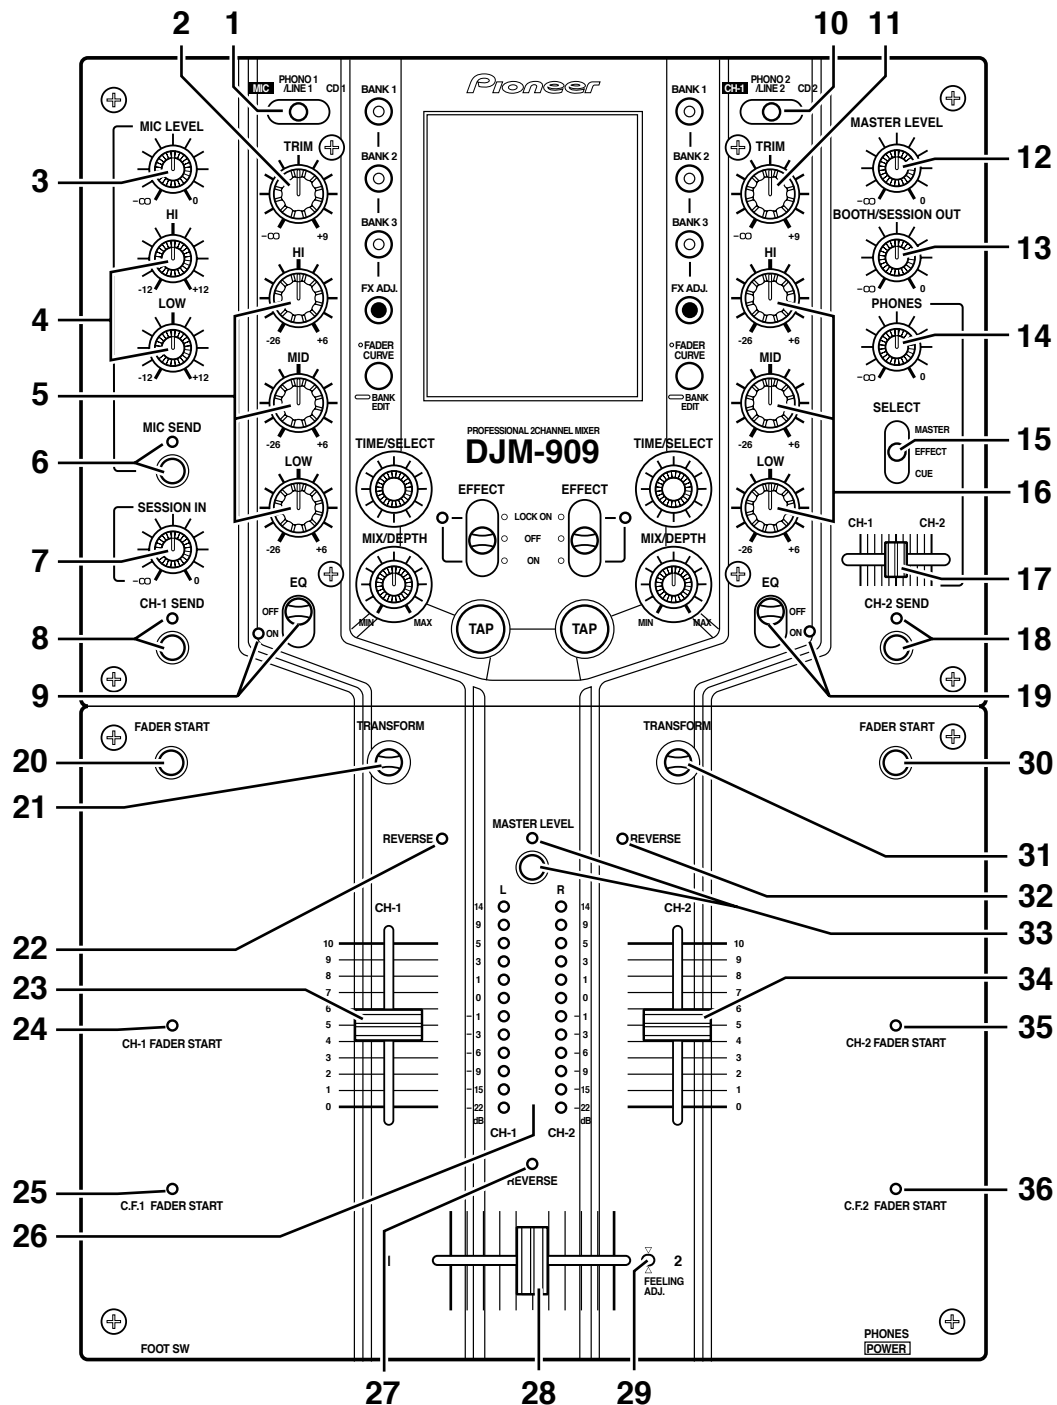 2 1 10 11
Pioneer
MIC PHONO 1 /LINE 1 CD 1
BANK 1
BANK 1
CH-1 PHONO 2 /LINE 2 CD 2
MIC LEVEL
TRIM
BANK 2
BANK 2
TRIM
MASTER LEVEL
3
-∞ 0
-∞ +9
-∞ +9
-∞ 0
12
HI
BANK 3
BANK 3
BOOTH/SESSION OUT
HI
HI
13
-12 +12
FX ADJ.
FX ADJ.
-∞ 0
4
LOW
-26 +6
-26 +6
PHONES
FADER CURVE
FADER CURVE
14
-12 +12
MID
MID
-∞ 0
5
BANK EDIT
BANK EDIT
SELECT
MIC SEND
-26 +6
PROFESSIONAL 2CHANNEL MIXER
-26 +6
MASTER
15
6
TIME/SELECT
DJM-909
TIME/SELECT
EFFECT
LOW
LOW
CUE
EFFECT
EFFECT
16
SESSION IN
LOCK ON
CH-1 CH-2
7
-26 +6
OFF
-26 +6
-∞ 0
MIX/DEPTH
ON
MIX/DEPTH
17
EQ
EQ
CH-1 SEND
OFF
OFF
CH-2 SEND
8
ON
MIN MAX
TAP
TAP
MIN MAX
ON
18
9
19
FADER START
TRANSFORM
TRANSFORM
FADER START
20
30
21
MASTER LEVEL
REVERSE
REVERSE
31
L R
32
CH-1
14 14
CH-2
9 9
33
22
10
5 5
10
9
3 3
9
8
1 1
8
23
7
0 0
7
34
6
-1 -1
6
24
5
-3 -3
5
35
CH-1 FADER START
4
-6 -6
4
CH-2 FADER START
3
-9 -9
3
2
-15 -15
2
1
-22 -22
1
0
dB dB
0
CH-1 CH-2
25
REVERSE
36
C.F.1 FADER START
C.F.2 FADER START
26
1
2
FEELING ADJ.
FOOT SW
PHONES
POWER
27 28 29